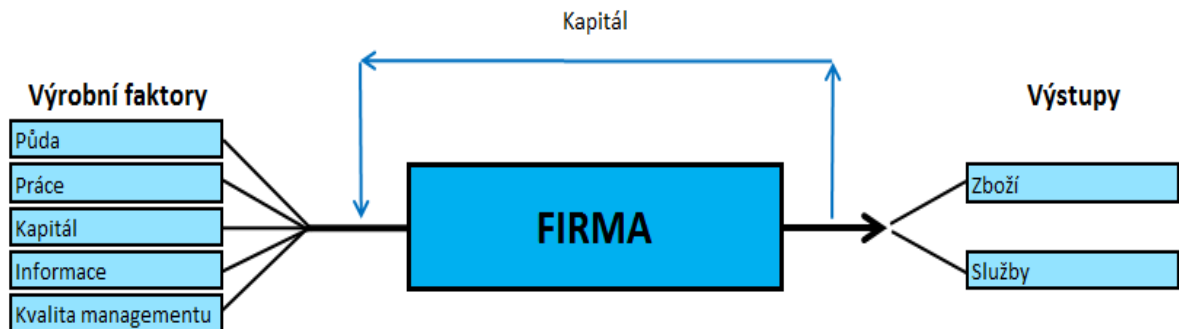 Kapitál
Výrobní faktory
Půda
Práce
Kapitál
Informace
Kvalita managementu
FIRMA
Výstupy
Zboží
Služby